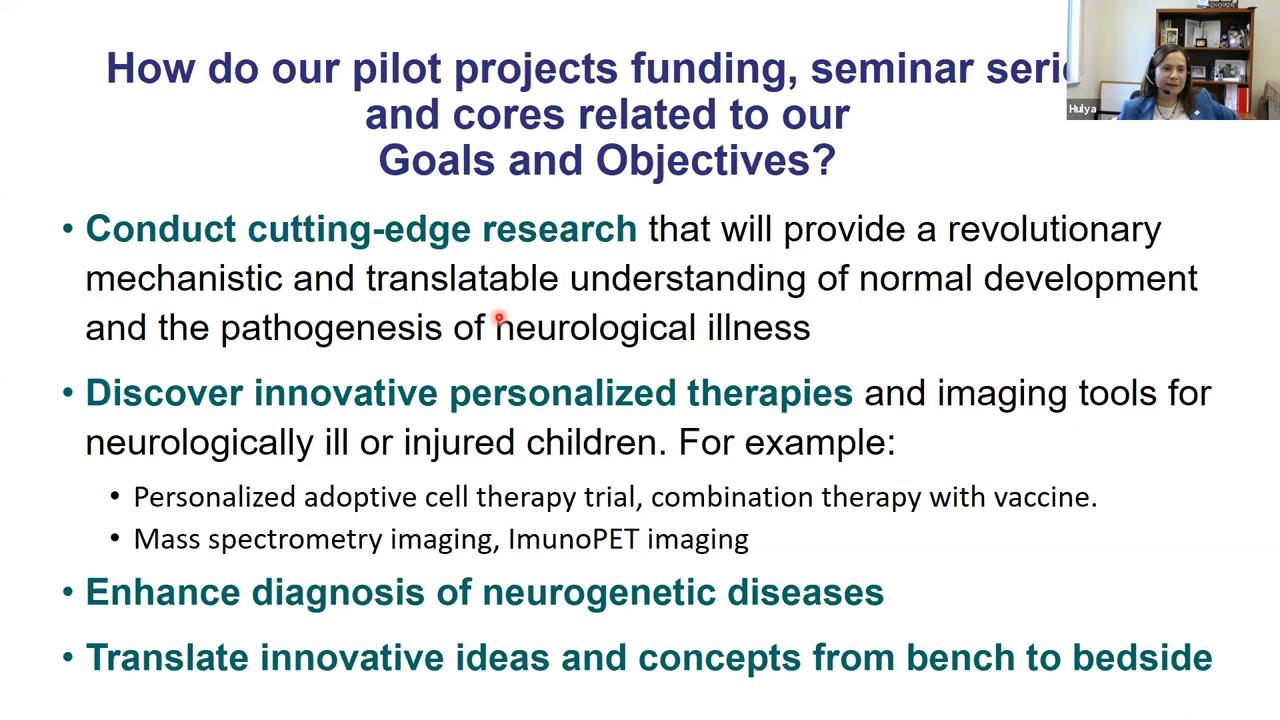 How do our pilot projects funding, seminar
and cores related to our
Goals and Objectives?
Hulya
• Conduct cutting-edge research that will provide a revolutionary
mechanistic and translatable understanding of normal development
and the pathogenesis of neurological illness
• Discover innovative personalized therapies and imaging tools for
neurologically ill or injured children. For example:
• Personalized adoptive cell therapy trial, combination therapy with vaccine.
• Mass spectrometry imaging, ImunoPET imaging
• Enhance diagnosis of neurogenetic diseases
• Translate innovative ideas and concepts from bench to bedside